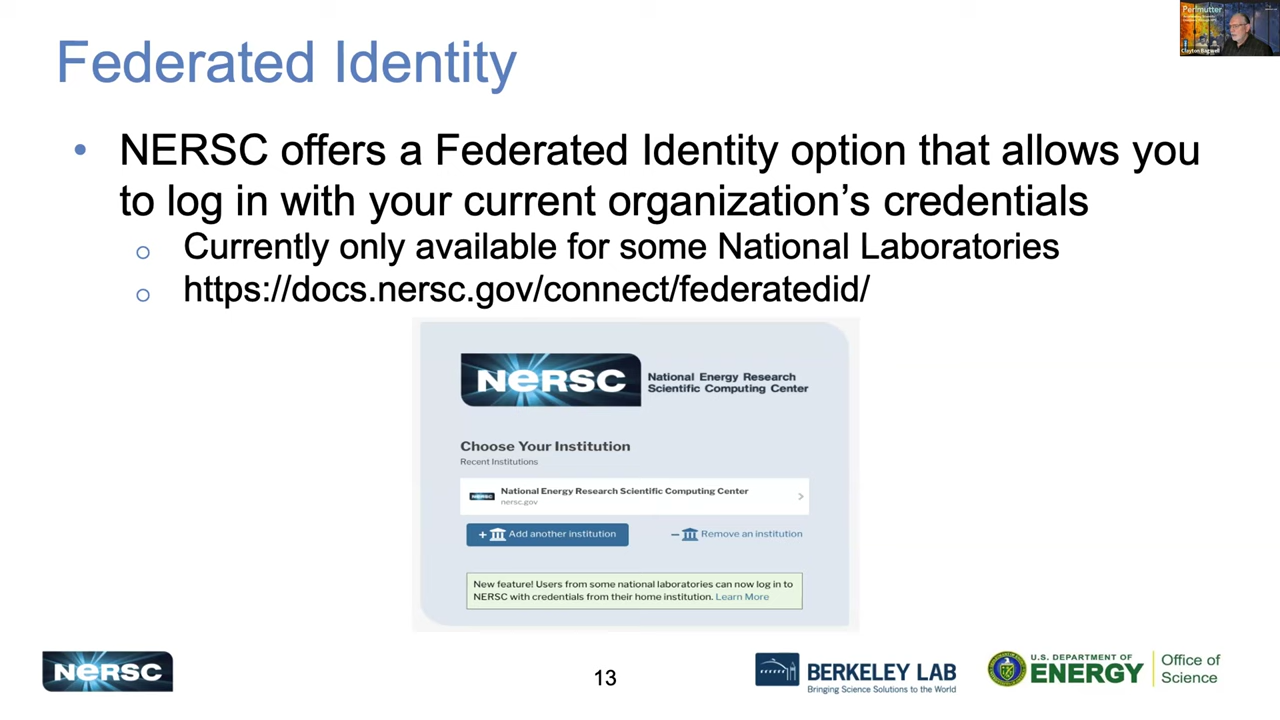 Perlmutter
Clayton Bagwell
Federated Identity
• NERSC offers a Federated Identity option that allows you
to log in with your current organization’s credentials
○ Currently only available for some National Laboratories
○ https://docs.nersc.gov/connect/federatedid/
NERSC
National Energy Research
Scientific Computing Center
Choose Your Institution
Recent Institutions
NERSC
National Energy Research Scientific Computing Center
nersc.gov
+ Add another institution
− Remove an institution
New feature! Users from some national laboratories can now log in to
NERSC with credentials from their home institution. Learn More
NERSC
13
BERKELEY LAB
Bringing Science Solutions to the World
U.S. DEPARTMENT OF
ENERGY
Office of
Science